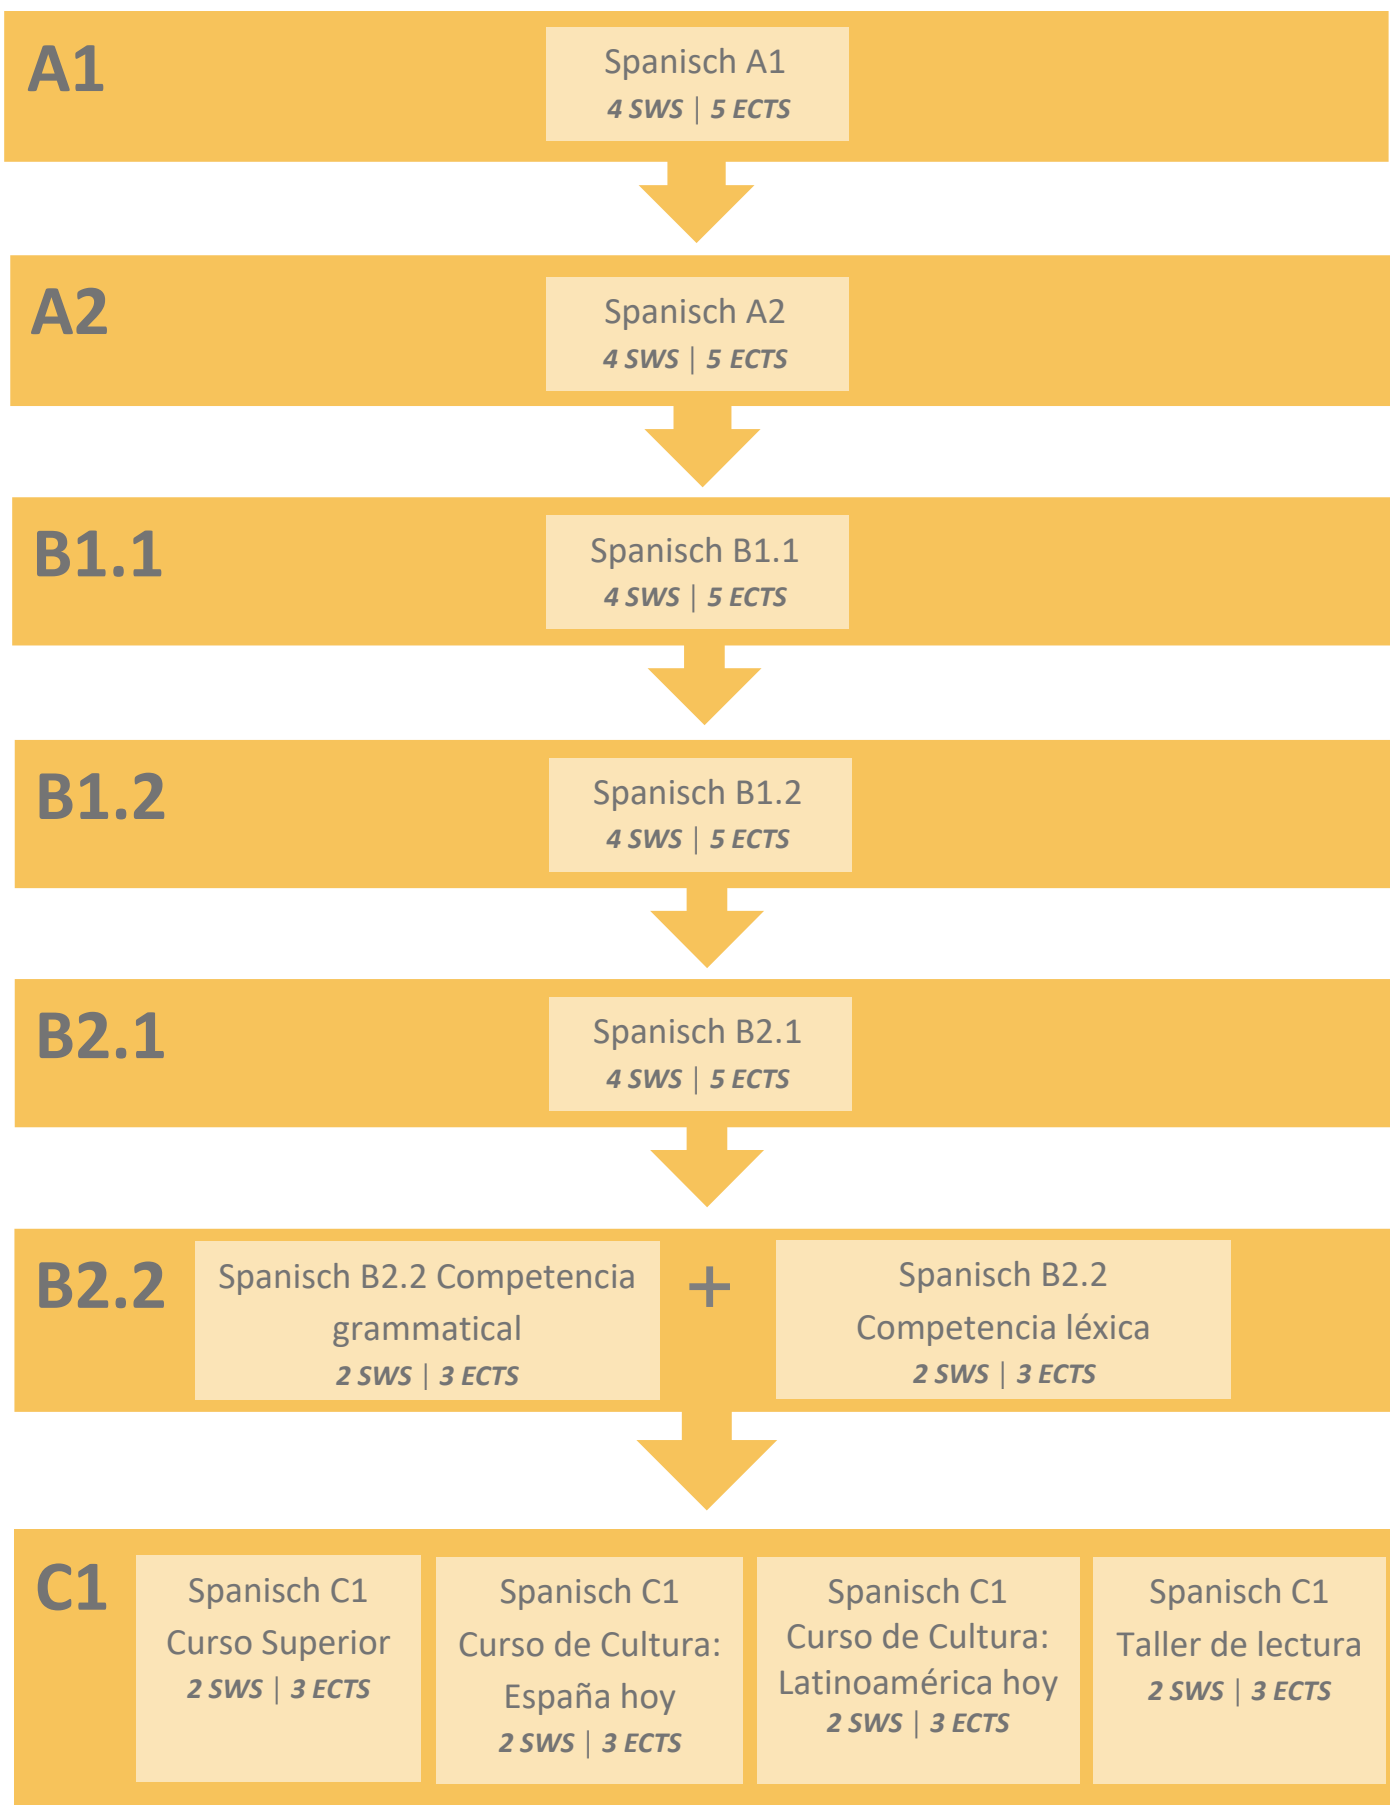 A1
Spanisch A1
4 SWS | 5 ECTS
A2
Spanisch A2
4 SWS | 5 ECTS
B1.1
Spanisch B1.1
4 SWS | 5 ECTS
B1.2
Spanisch B1.2
4 SWS | 5 ECTS
B2.1
Spanisch B2.1
4 SWS | 5 ECTS
B2.2
Spanisch B2.2 Competencia
grammatical
2 SWS | 3 ECTS
+
Spanisch B2.2
Competencia léxica
2 SWS | 3 ECTS
C1
Spanisch C1
Curso Superior
2 SWS | 3 ECTS
Spanisch C1
Curso de Cultura:
España hoy
2 SWS | 3 ECTS
Spanisch C1
Curso de Cultura:
Latinoamérica hoy
2 SWS | 3 ECTS
Spanisch C1
Taller de lectura
2 SWS | 3 ECTS